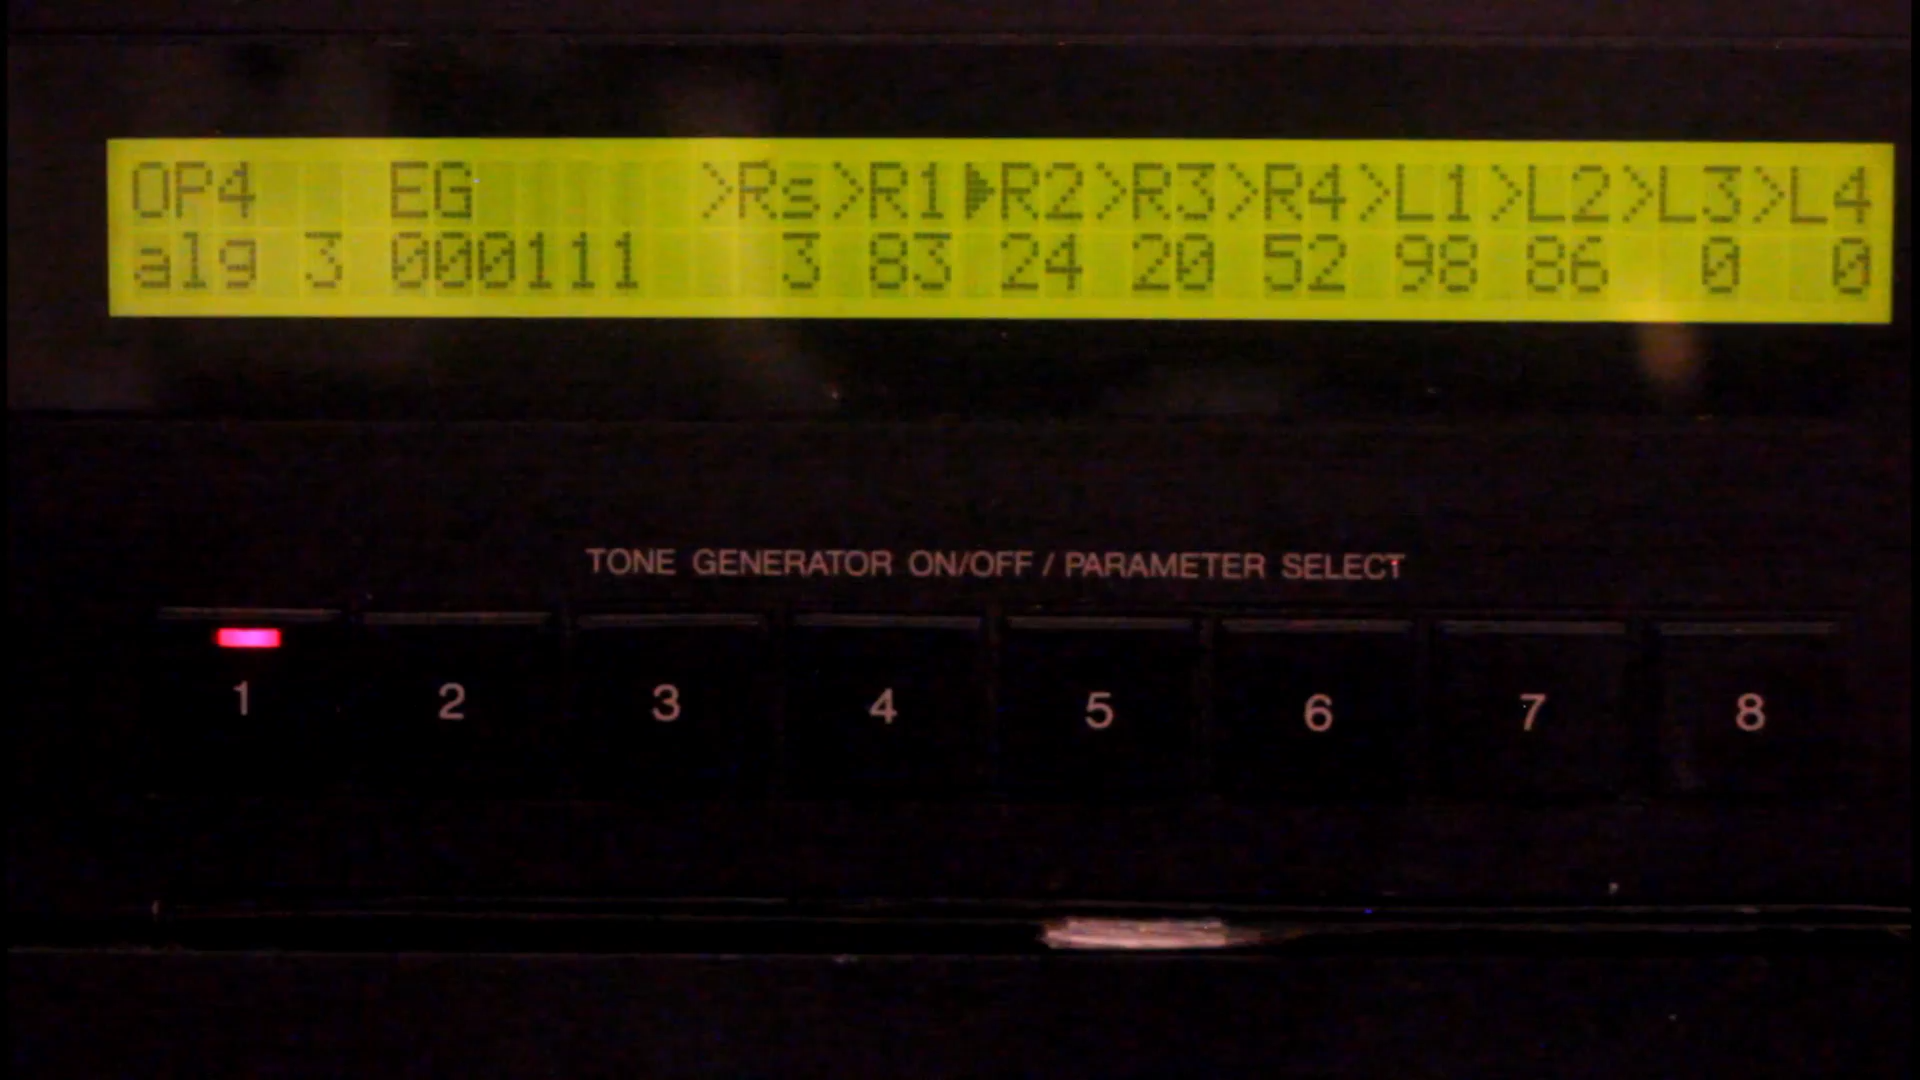 OP4 EG >Rs>R1▶R2>R3>R4>L1>L2>L3>L4
alg 3 000111 3 83 24 20 52 98 86 0 0
TONE GENERATOR ON/OFF / PARAMETER SELECT
1 2 3 4 5 6 7 8